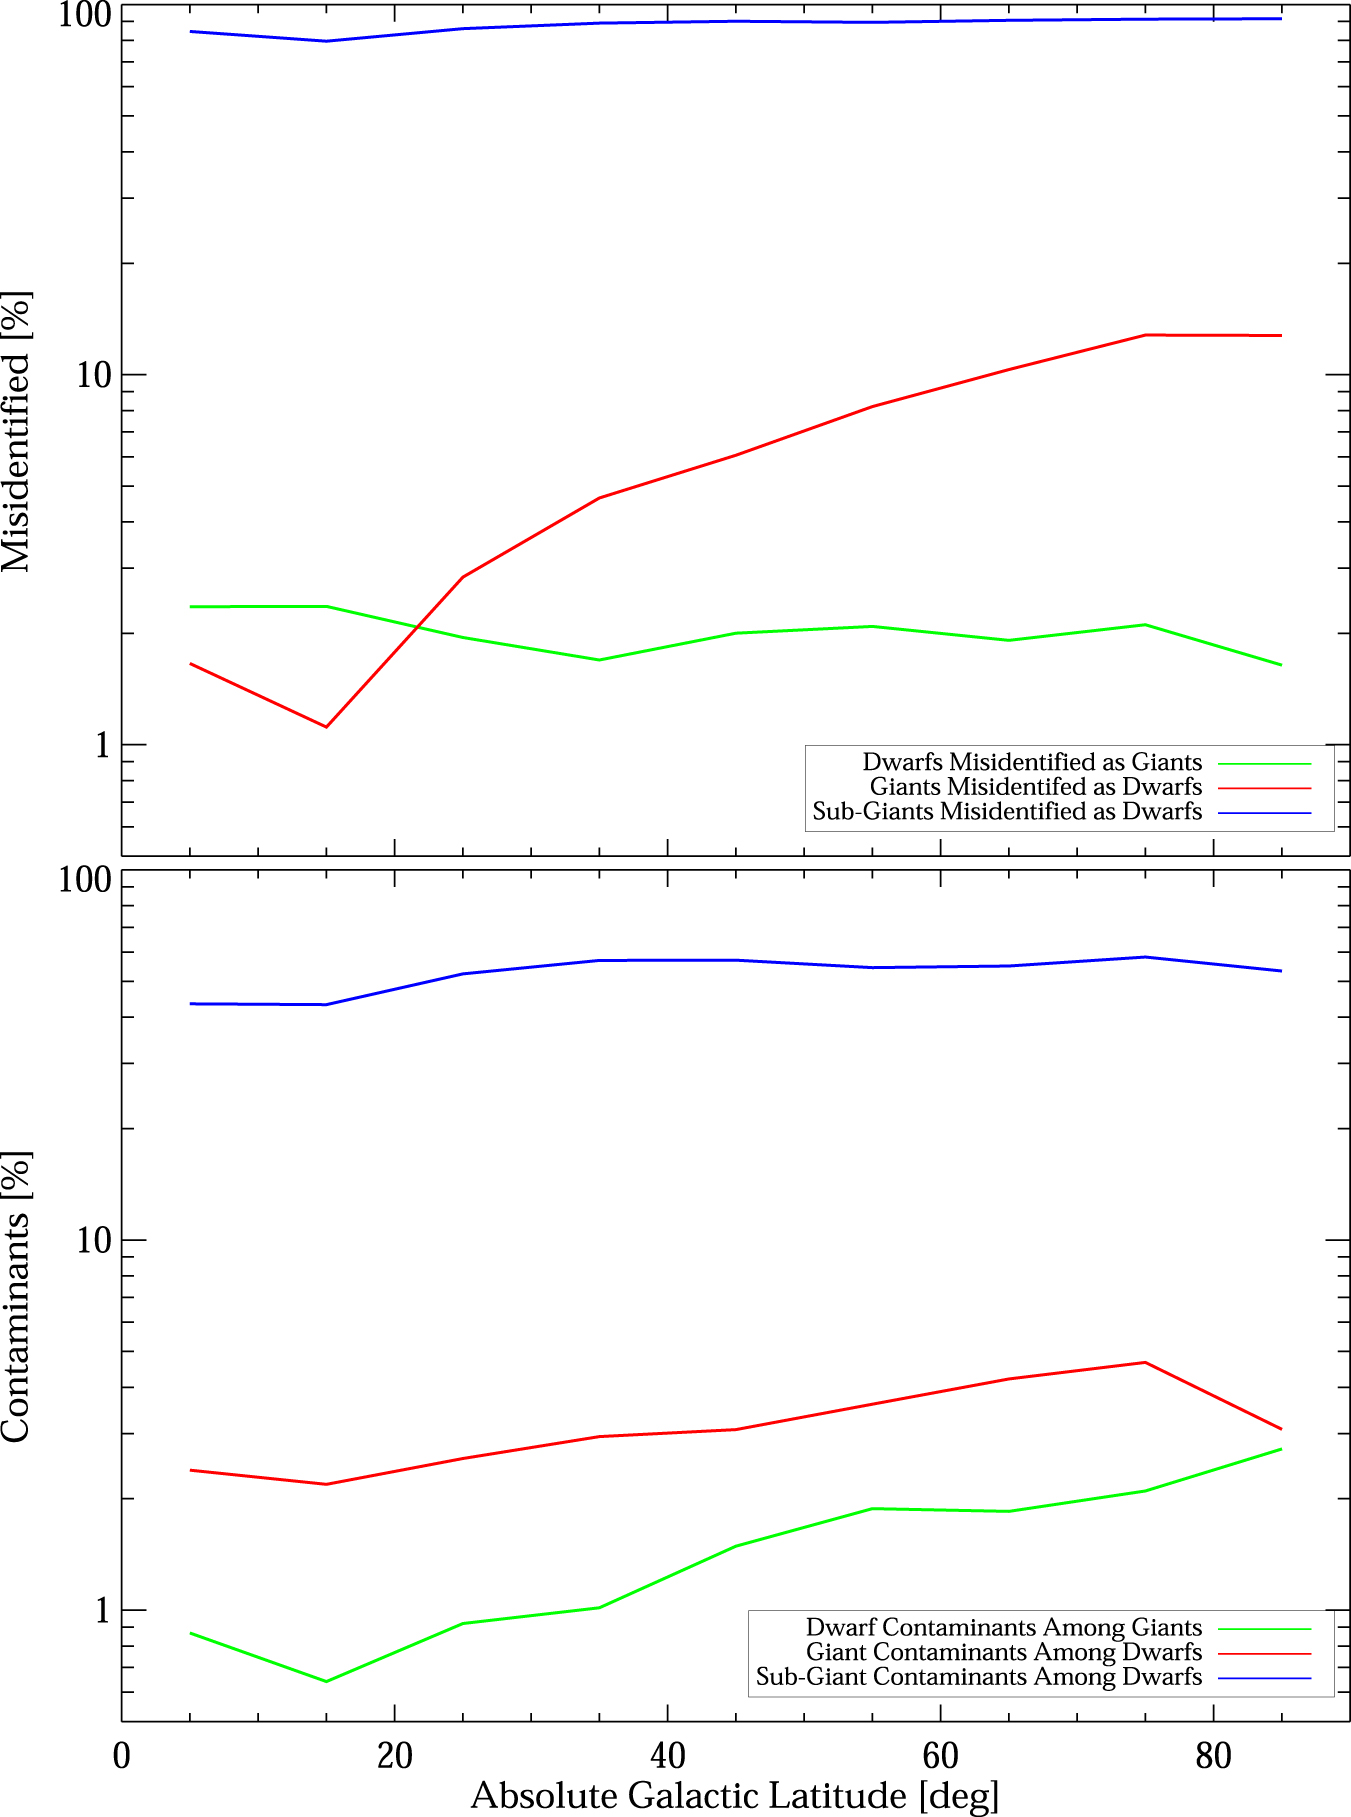 100
10
1
Misidentified [%]
Dwarfs Misidentified as Giants
Giants Misidentifed as Dwarfs
Sub-Giants Misidentified as Dwarfs
100
10
1
Contaminants [%]
Dwarf Contaminants Among Giants
Giant Contaminants Among Dwarfs
Sub-Giant Contaminants Among Dwarfs
0 20 40 60 80
Absolute Galactic Latitude [deg]